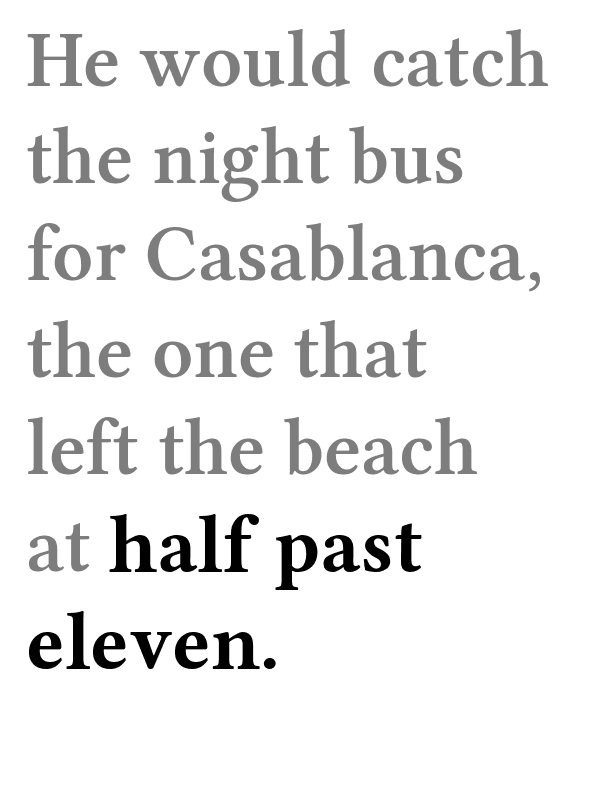 He would catch
the night bus
for Casablanca,
the one that
left the beach
at half past
eleven.